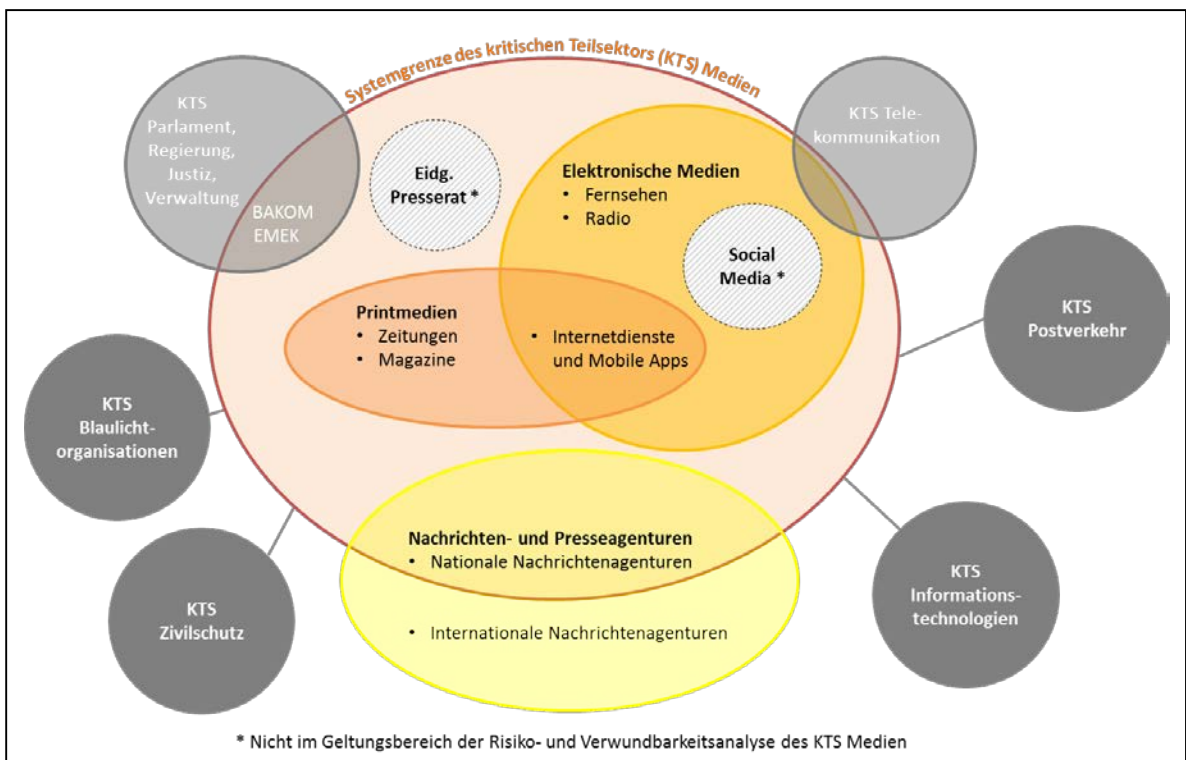 Systemgrenze des kritischen Teilsektors (KTS) Medien
KTS
Parlament,
Regierung,
Justiz,
Verwaltung
BAKOM
EMEK
Eidg.
Presserat *
Elektronische Medien
• Fernsehen
• Radio
Social
Media *
KTS Tele-
kommunikation
Printmedien
• Zeitungen
• Magazine
• Internetdienste
und Mobile Apps
KTS
Postverkehr
KTS
Blaulicht-
organisationen
Nachrichten- und Presseagenturen
• Nationale Nachrichtenagenturen
• Internationale Nachrichtenagenturen
KTS
Zivilschutz
KTS
Informations-
technologien
* Nicht im Geltungsbereich der Risiko- und Verwundbarkeitsanalyse des KTS Medien